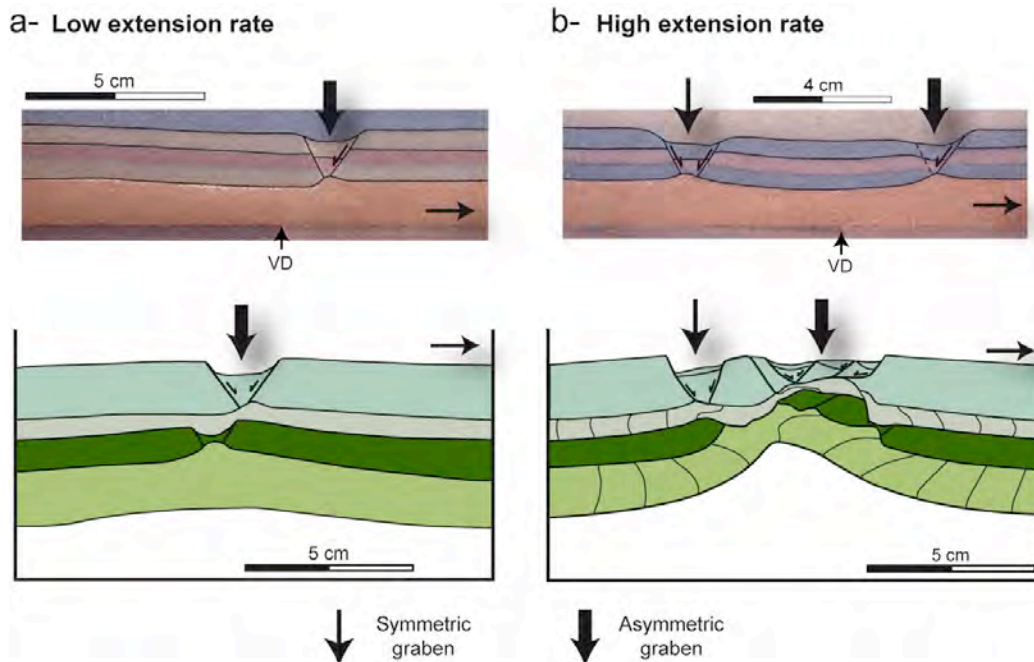 a- Low extension rate
b- High extension rate
5 cm
4 cm
VD
VD
5 cm
5 cm
Symmetric
graben
Asymmetric
graben